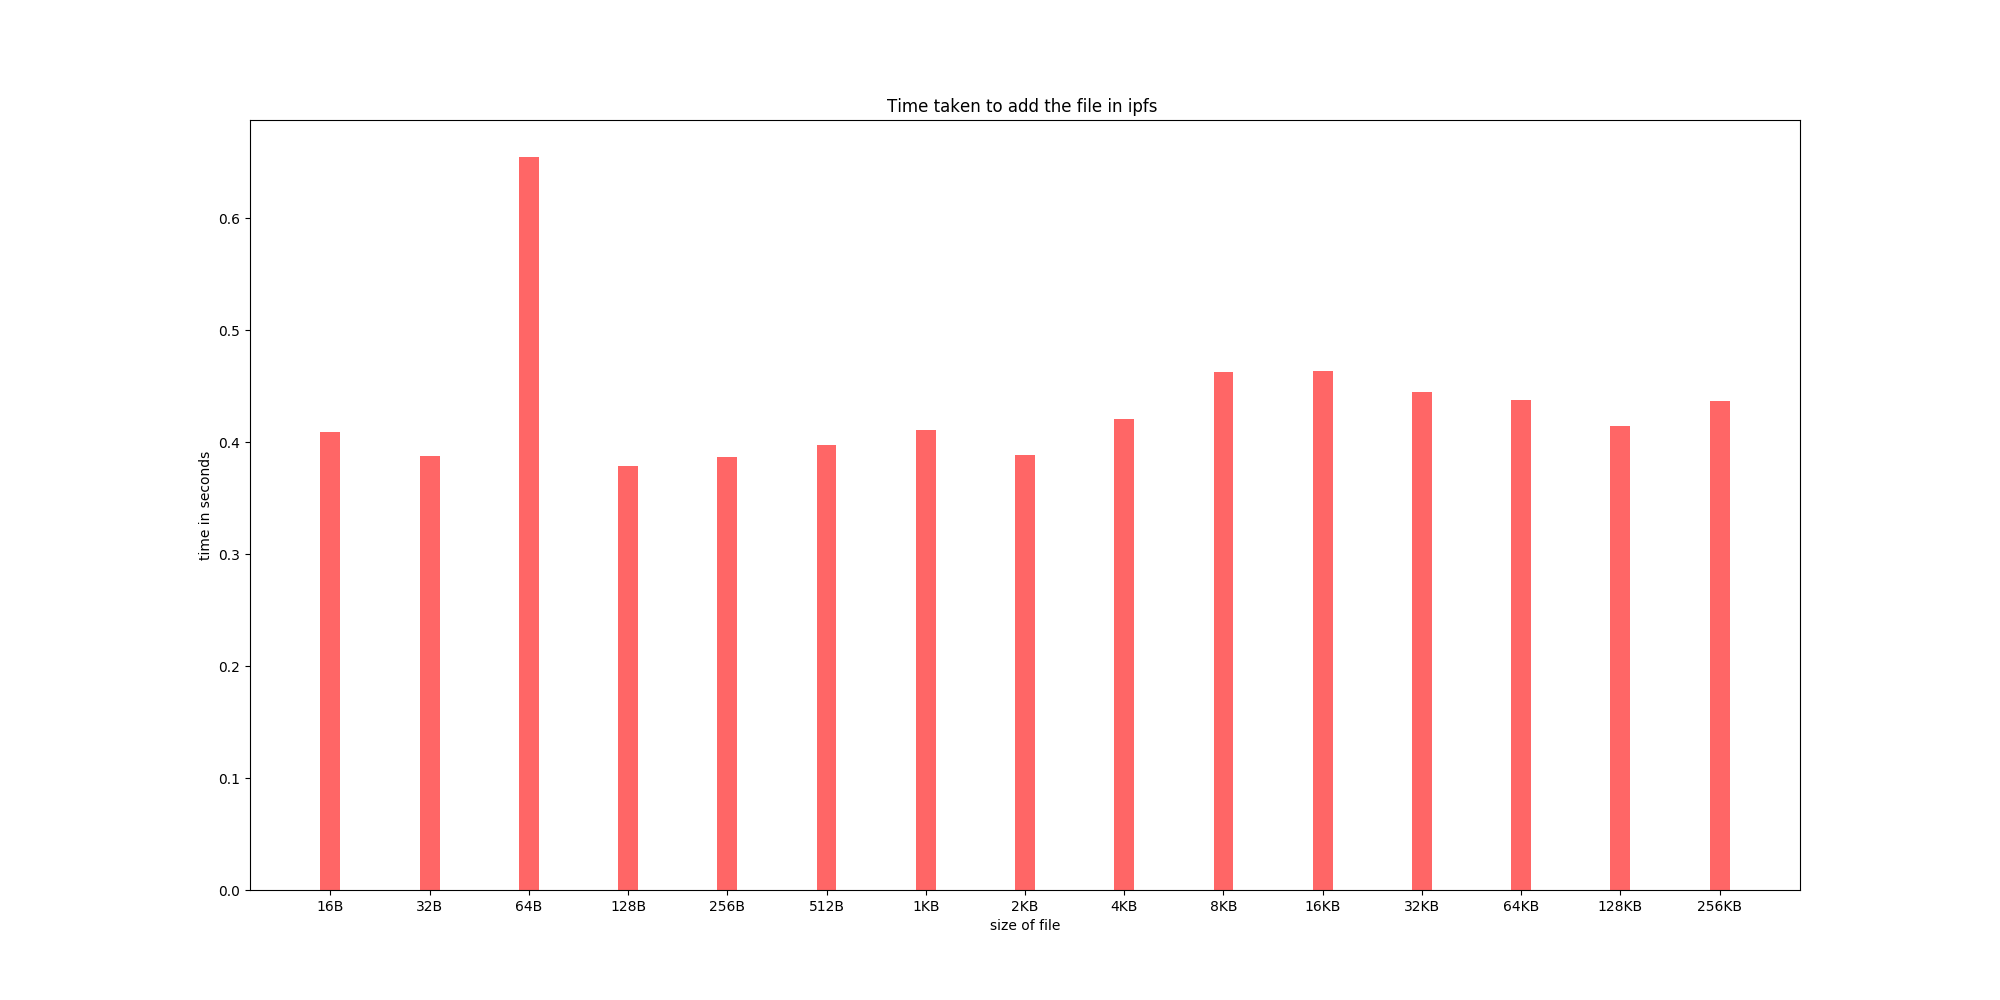 Time taken to add the file in ipfs
time in seconds
0.6
0.5
0.4
0.3
0.2
0.1
0.0
16B 32B 64B 128B 256B 512B 1KB 2KB 4KB 8KB 16KB 32KB 64KB 128KB 256KB
size of file